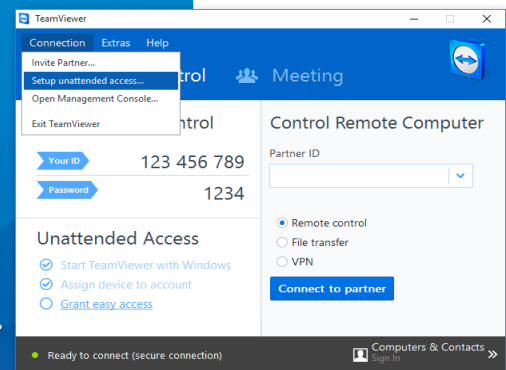 TeamViewer
Connection Extras Help
Invite Partner...
Setup unattended access...
Open Management Console...
Exit TeamViewer
Meeting
Control Remote Computer
Your ID 123 456 789
Password 1234
Partner ID
Remote control
File transfer
VPN
Connect to partner
Unattended Access
Start TeamViewer with Windows
Assign device to account
Grant easy access
Ready to connect (secure connection)
Computers & Contacts
Sign In